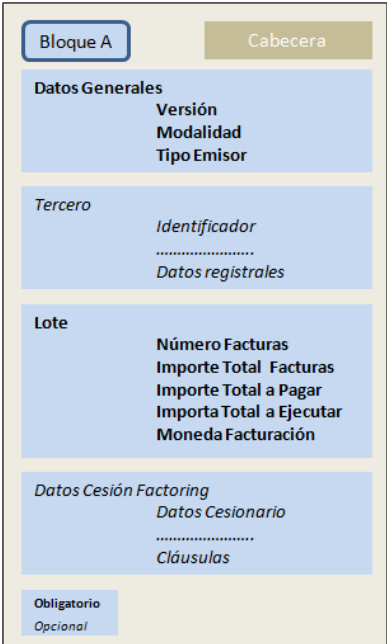 Bloque A
Cabecera
Datos Generales
Versión
Modalidad
Tipo Emisor
Tercero
Identificador
.........................
Datos registrales
Lote
Número Facturas
Importe Total Facturas
Importe Total a Pagar
Importa Total a Ejecutar
Moneda Facturación
Datos Cesión Factoring
Datos Cesionario
.........................
Cláusulas
Obligatorio
Opcional